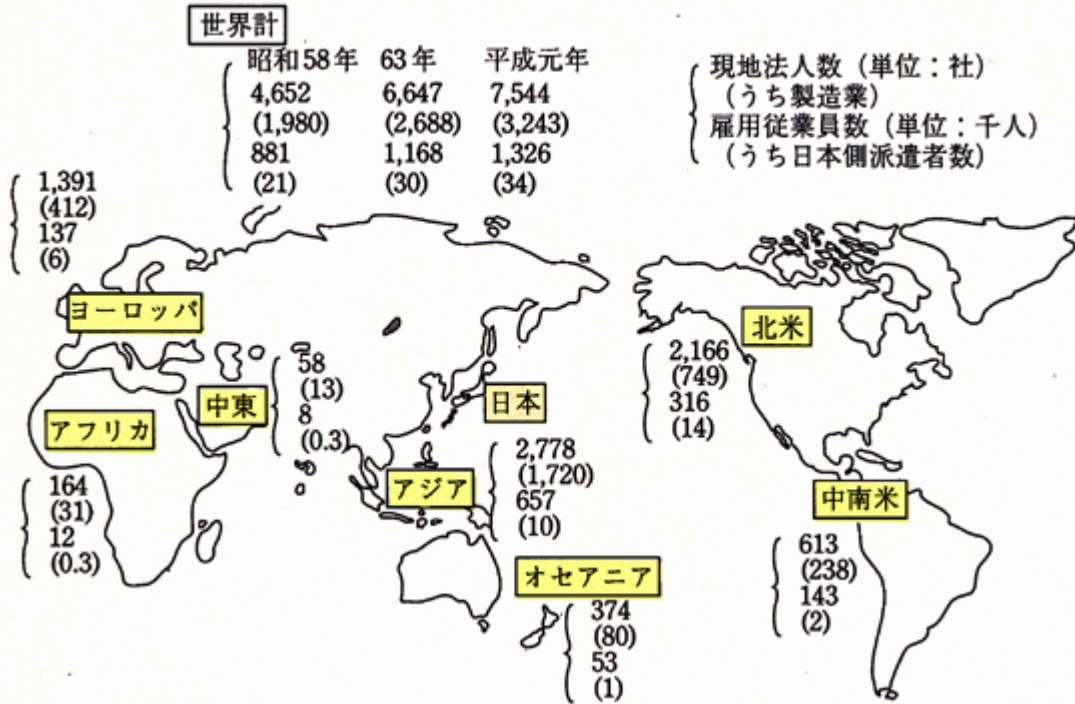 世界計
昭和58年 63年 平成元年
4,652 6,647 7,544
(1,980) (2,688) (3,243)
881 1,168 1,326
(21) (30) (34)
現地法人数（単位：社）
（うち製造業）
雇用従業員数（単位：千人）
（うち日本側派遣者数）
1,391
(412)
137
(6)
ヨーロッパ
北米
2,166
(749)
316
(14)
58
(13)
8
(0.3)
中東
日本
アフリカ
164
(31)
12
(0.3)
アジア
2,778
(1,720)
657
(10)
中南米
613
(238)
143
(2)
オセアニア
374
(80)
53
(1)